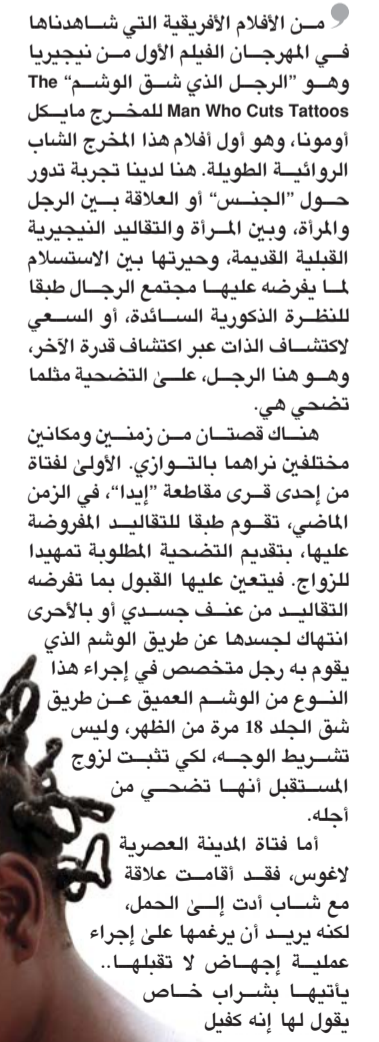 من الأفلام الأفريقية التي شاهدناها
في المهرجان الفيلم الأول من نيجيريا
وهو ”الرجل الذي شق الوشم“ The
Man Who Cuts Tattoos للمخرج مايكل
أومونا، وهو أول أفلام هذا المخرج الشاب
الروائية الطويلة. هنا لدينا تجربة تدور
حول ”الجنس“ أو العلاقة بين الرجل
والمرأة، وبين المرأة والتقاليد النيجيرية
القبلية القديمة، وحيرتها بين الاستسلام
لما يفرضه عليها مجتمع الرجال طبقا
للنظرة الذكورية السائدة، أو السعي
لاكتشاف الذات عبر اكتشاف قدرة الآخر،
وهو هنا الرجل، على التضحية مثلما
تضحي هي.
هناك قصتان من زمنين ومكانين
مختلفين نراهما بالتوازي. الأولى لفتاة
من إحدى قرى مقاطعة ”إيدا“، في الزمن
الماضي، تقوم طبقا للتقاليد المفروضة
عليها، بتقديم التضحية المطلوبة تمهيدا
للزواج. فيتعين عليها القبول بما تفرضه
التقاليد من عنف جسدي أو بالأحرى
انتهاك لجسدها عن طريق الوشم الذي
يقوم به رجل متخصص في إجراء هذا
النوع من الوشم العميق عن طريق
شق الجلد 18 مرة من الظهر، وليس
تشريط الوجه، لكي تثبت لزوج
المستقبل أنها تضحي من
أجله.
أما فتاة المدينة العصرية
لاغوس، فقد أقامت علاقة
مع شاب أدت إلى الحمل،
لكنه يريد أن يرغمها على إجراء
عملية إجهاض لا تقبلها..
يأتيها بشراب خاص
يقول لها إنه كفيل